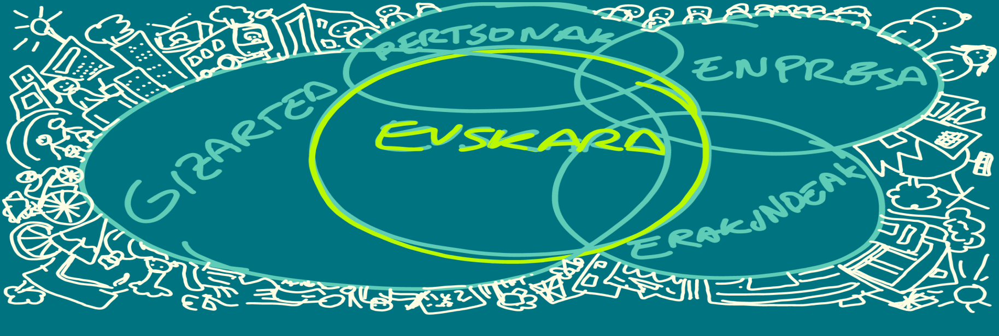 PERTSONAK
ENPRESA
GIZARTEA
EUSKARA
ERAKUNDEAK